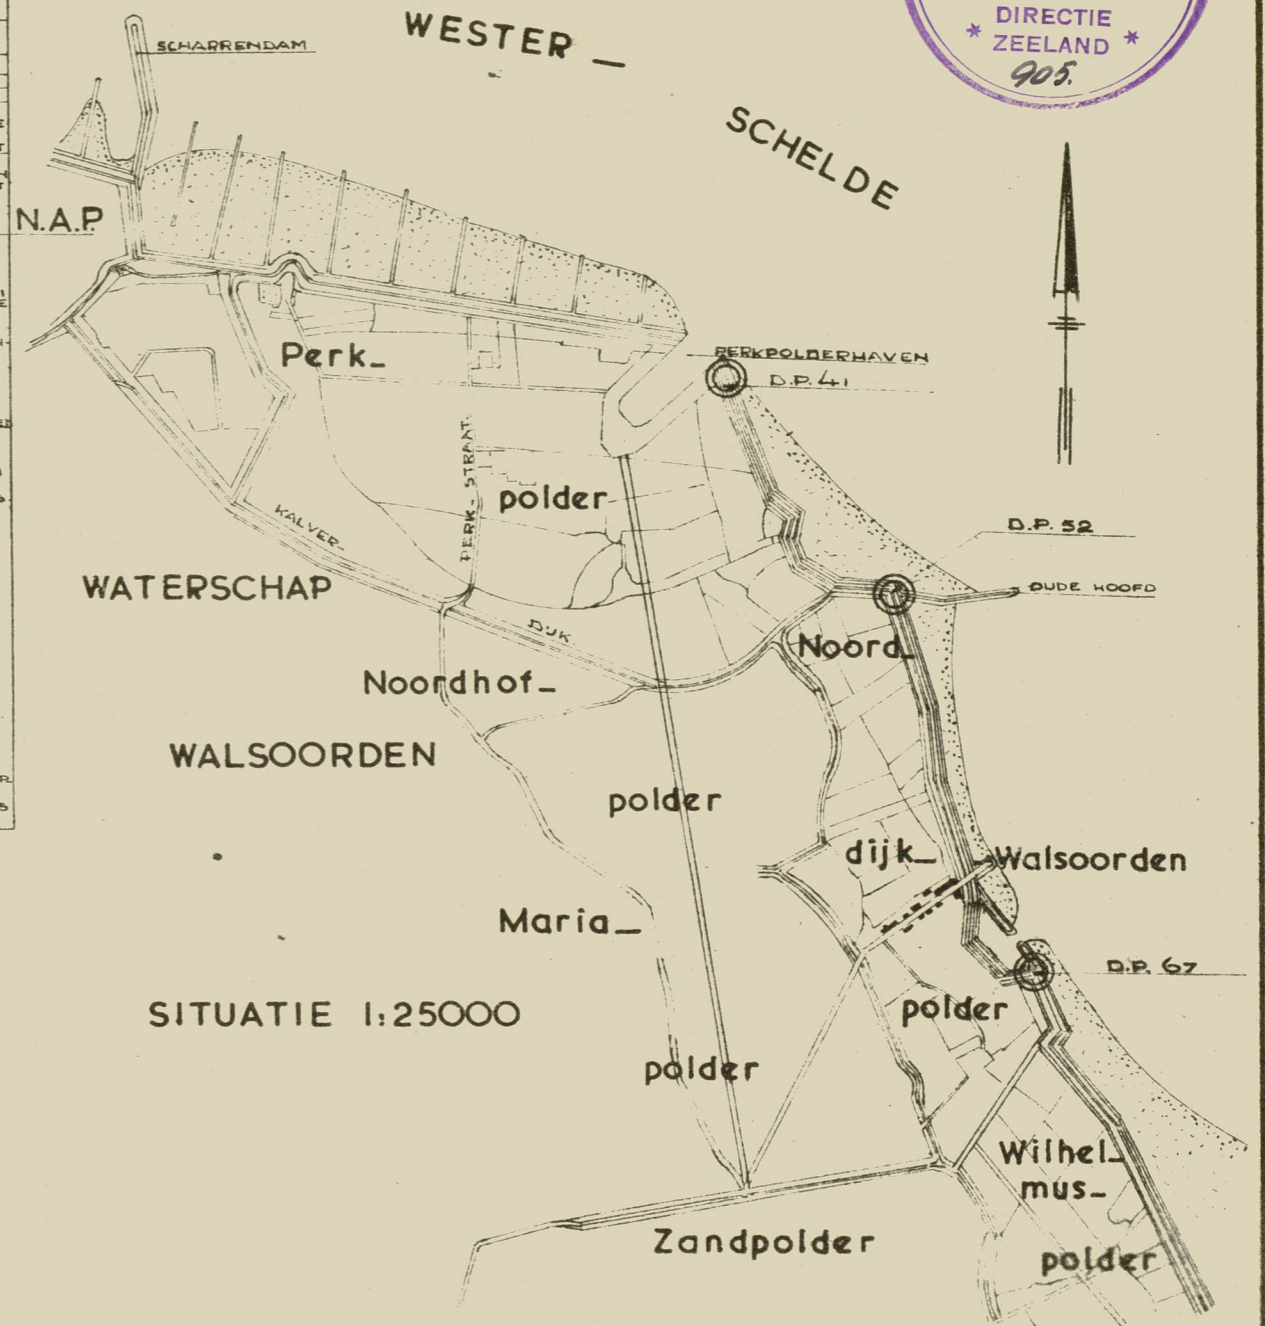 WESTER _
SCHELDE
DIRECTIE
* ZEELAND *
905.
SCHARRENDAM
N.A.P.
Perk_
PERKPOLDERHAVEN
D.P. 41
PERK-STRAAT
polder
KALVER-
DIJK
D.P. 52
OUDE HOOFD
WATERSCHAP
Noord_
Noordhof_
WALSOORDEN
polder
dijk_
Walsoorden
Maria_
D.P. 67
SITUATIE 1:25000
polder
polder
Wilhel_
mus_
Zandpolder
polder